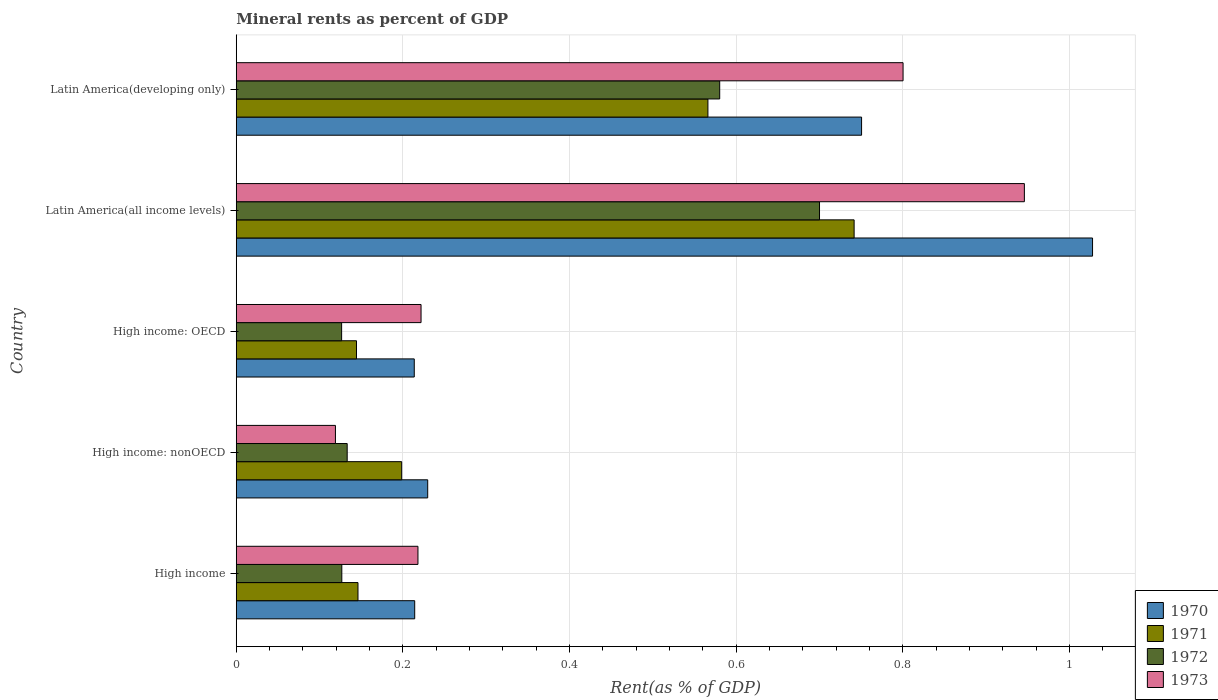 Mineral rents as percent of GDP
Latin America(developing only)
Latin America(all income levels)
High income: OECD
High income: nonOECD
High income
Country
0
0.2
0.4
0.6
0.8
1
Rent(as % of GDP)
1970
1971
1972
1973